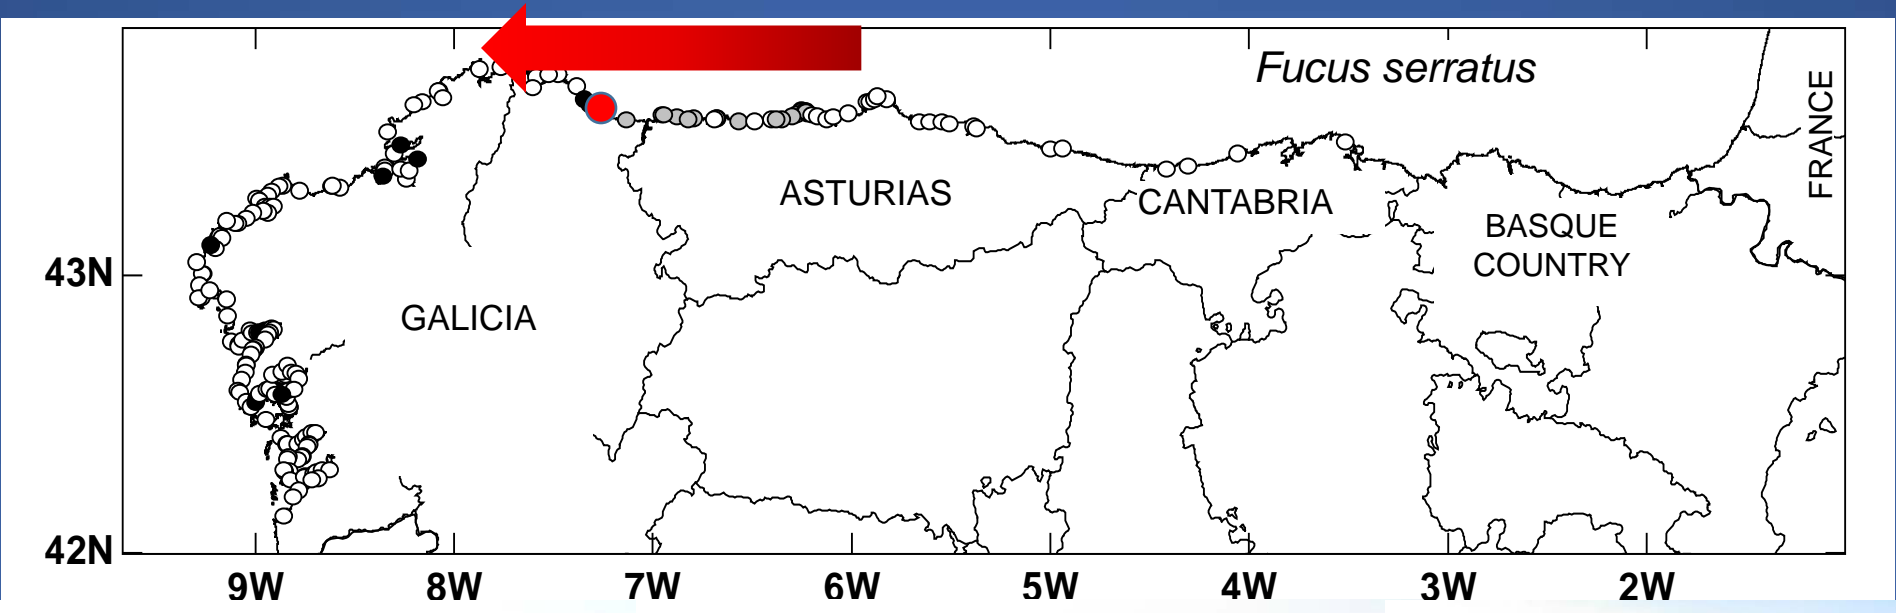 Fucus serratus
FRANCE
ASTURIAS
CANTABRIA
BASQUE
COUNTRY
43N
GALICIA
42N
9W 8W 7W 6W 5W 4W 3W 2W